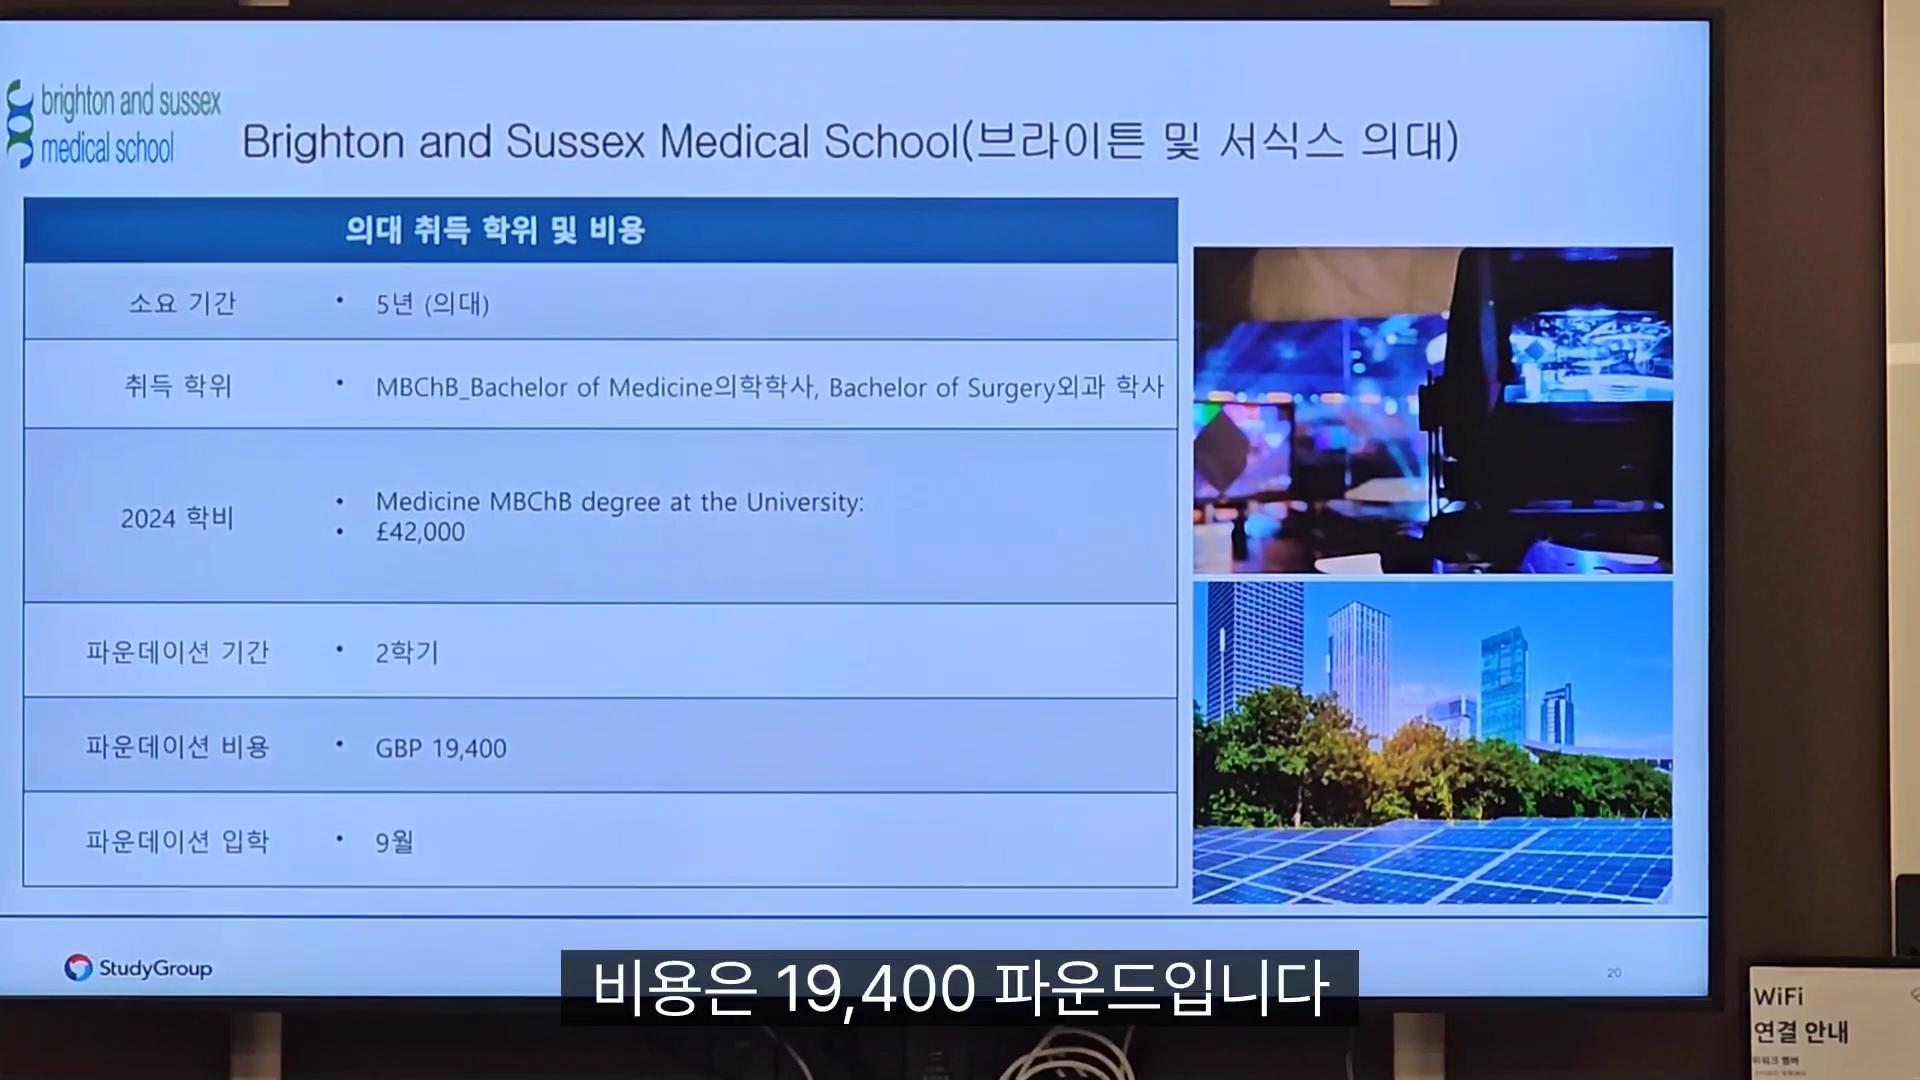 brighton and sussex
medical school
Brighton and Sussex Medical School(브라이튼 및 서식스 의대)
의대 취득 학위 및 비용
소요 기간
• 5년 (의대)
취득 학위
• MBChB_Bachelor of Medicine의학학사, Bachelor of Surgery외과 학사
2024 학비
• Medicine MBChB degree at the University:
• £42,000
파운데이션 기간
• 2학기
파운데이션 비용
• GBP 19,400
파운데이션 입학
• 9월
StudyGroup
20
비용은 19,400 파운드입니다
WiFi
연결 안내